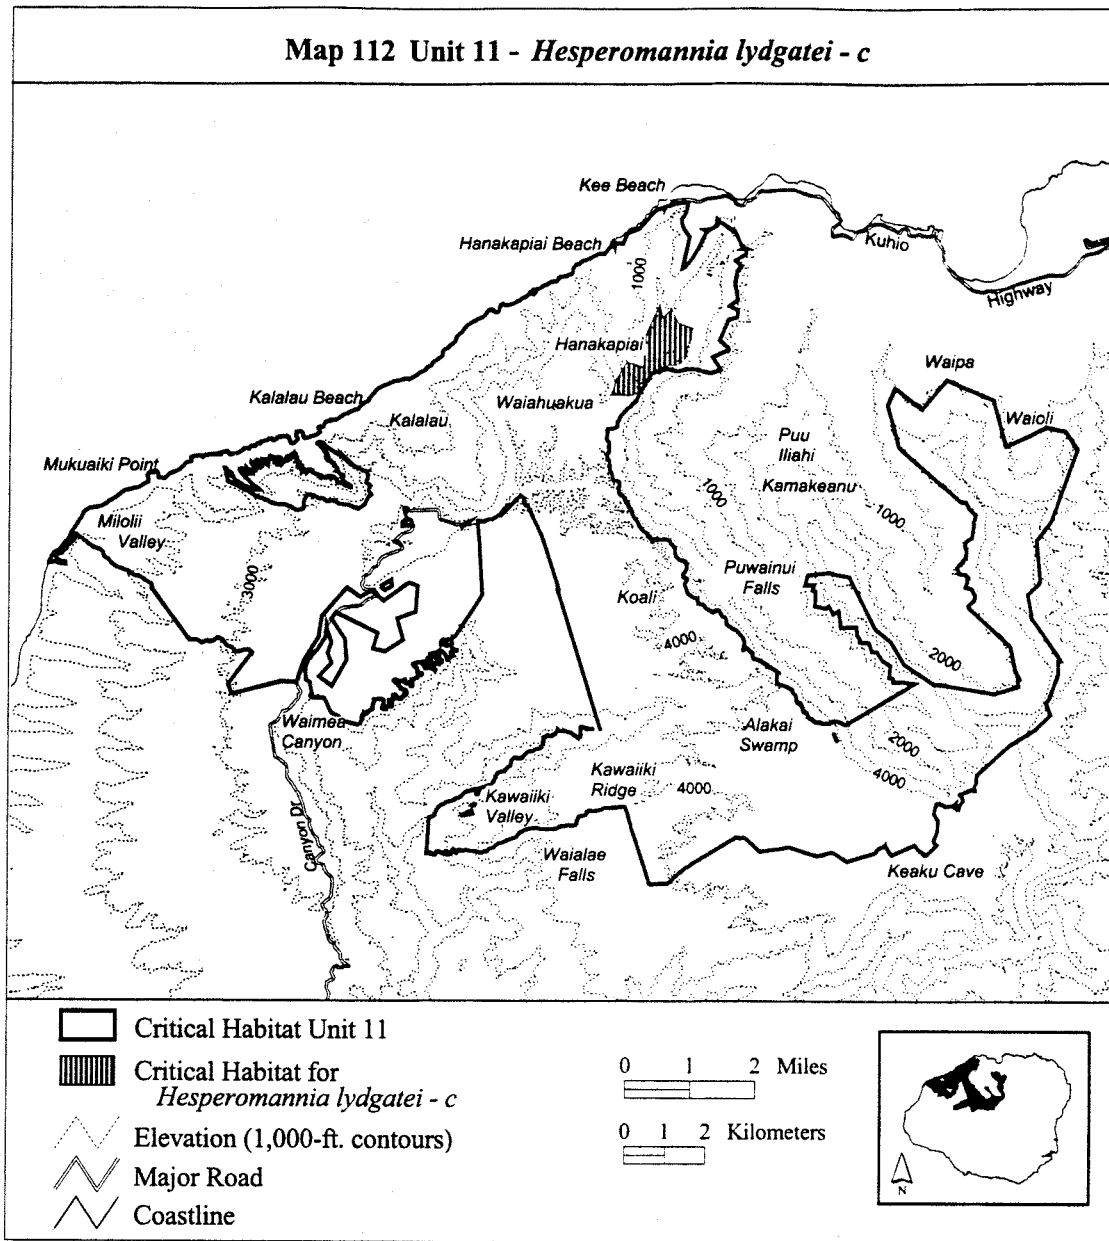 Map 112 Unit 11 - Hesperomannia lydgatei - c
Kee Beach
Hanakapiai Beach
Kuhio
Highway
1000
Hanakapiai
Waipa
Kalalau Beach
Waiahuakua
Kalalau
Waioli
Puu
Iliahi
Mukuaiki Point
Kamakeanu
1000
1000
Milolii
Valley
3000
Puwainui
Falls
Koali
4000
2000
Waimea
Canyon
Alakai
Swamp
2000
4000
Kawaiiki
Ridge
4000
Kawaiiki
Valley
Canyon Dr
Waialae
Falls
Keaku Cave
Critical Habitat Unit 11
Critical Habitat for
Hesperomannia lydgatei - c
Elevation (1,000-ft. contours)
Major Road
Coastline
0 1 2 Miles
0 1 2 Kilometers
N